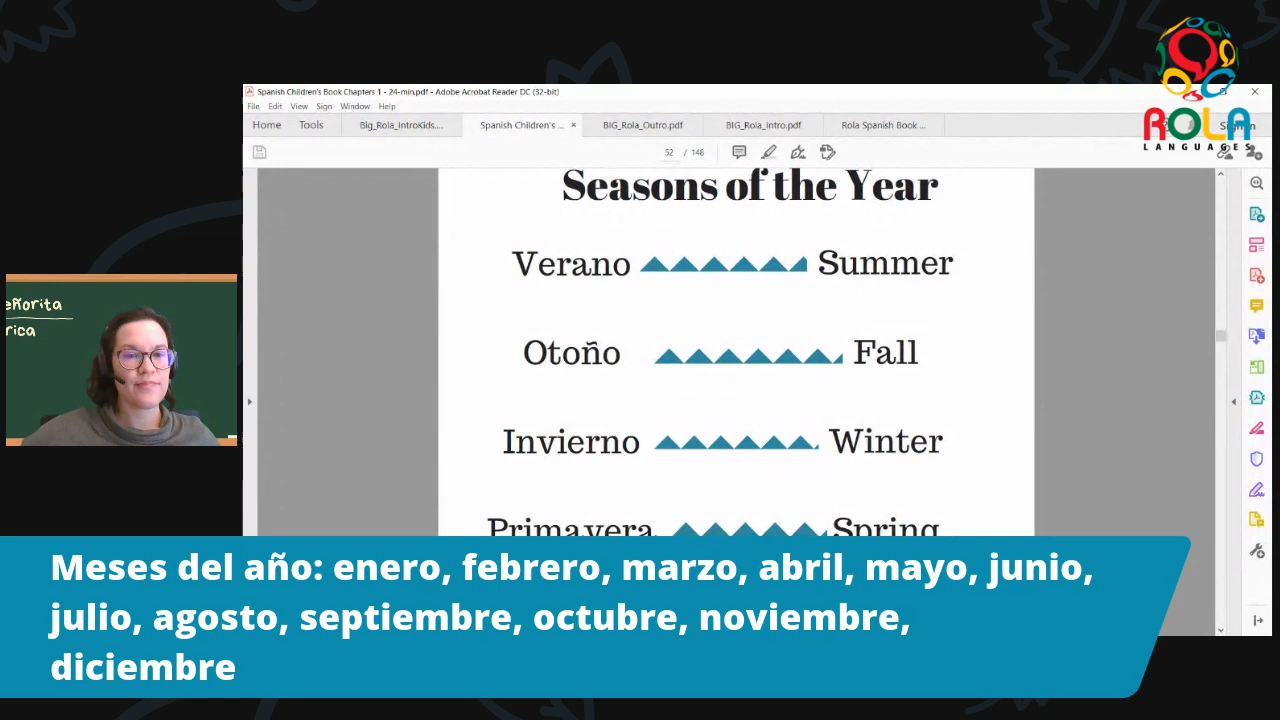 ROLA
LANGUAGES
Spanish Children's Book Chapters 1 - 24-min.pdf - Adobe Acrobat Reader DC (32-bit)
File Edit View Sign Window Help
Home Tools Big_Rola_IntroKids.... Spanish Children's ... × BIG_Rola_Outro.pdf BIG_Rola_Intro.pdf Rola Spanish Book ...
52 / 148
Seasons of the Year
Verano Summer
Otoño Fall
Invierno Winter
Primavera Spring
eñorita
rica
Meses del año: enero, febrero, marzo, abril, mayo, junio,
julio, agosto, septiembre, octubre, noviembre,
diciembre